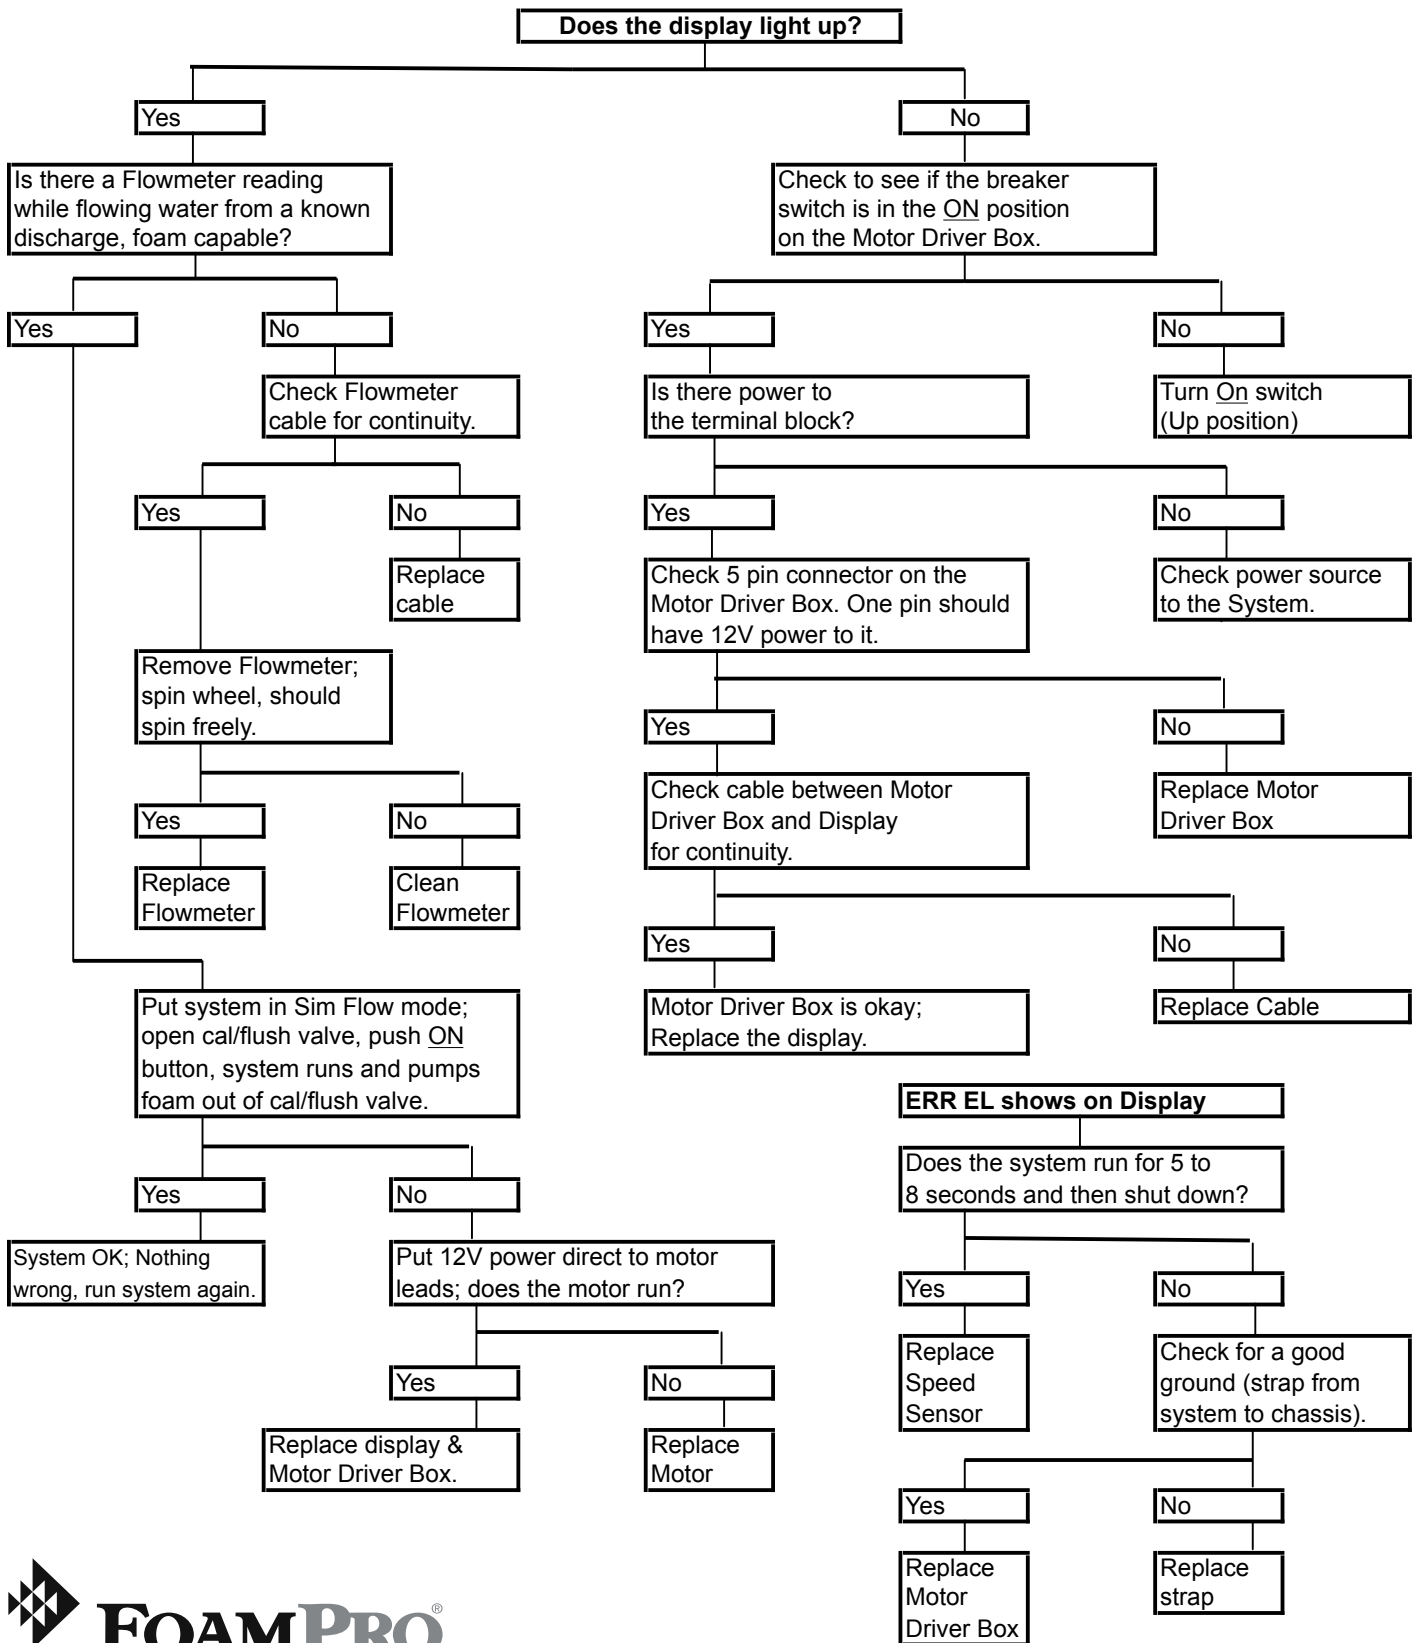 Does the display light up?
Yes
No
Is there a Flowmeter reading
while flowing water from a known
discharge, foam capable?
Check to see if the breaker
switch is in the ON position
on the Motor Driver Box.
Yes
No
Yes
No
Check Flowmeter
cable for continuity.
Is there power to
the terminal block?
Turn On switch
(Up position)
Yes
No
Yes
No
Replace
cable
Check 5 pin connector on the
Motor Driver Box. One pin should
have 12V power to it.
Check power source
to the System.
Remove Flowmeter;
spin wheel, should
spin freely.
Yes
No
Check cable between Motor
Driver Box and Display
for continuity.
Replace Motor
Driver Box
Yes
No
Replace
Flowmeter
Clean
Flowmeter
Yes
No
Put system in Sim Flow mode;
open cal/flush valve, push ON
button, system runs and pumps
foam out of cal/flush valve.
Motor Driver Box is okay;
Replace the display.
Replace Cable
ERR EL shows on Display
Does the system run for 5 to
8 seconds and then shut down?
Yes
No
System OK; Nothing
wrong, run system again.
Put 12V power direct to motor
leads; does the motor run?
Yes
No
Replace
Speed
Sensor
Check for a good
ground (strap from
system to chassis).
Yes
No
Replace display &
Motor Driver Box.
Replace
Motor
Yes
No
Replace
Motor
Driver Box
Replace
strap
FOAMPRO®